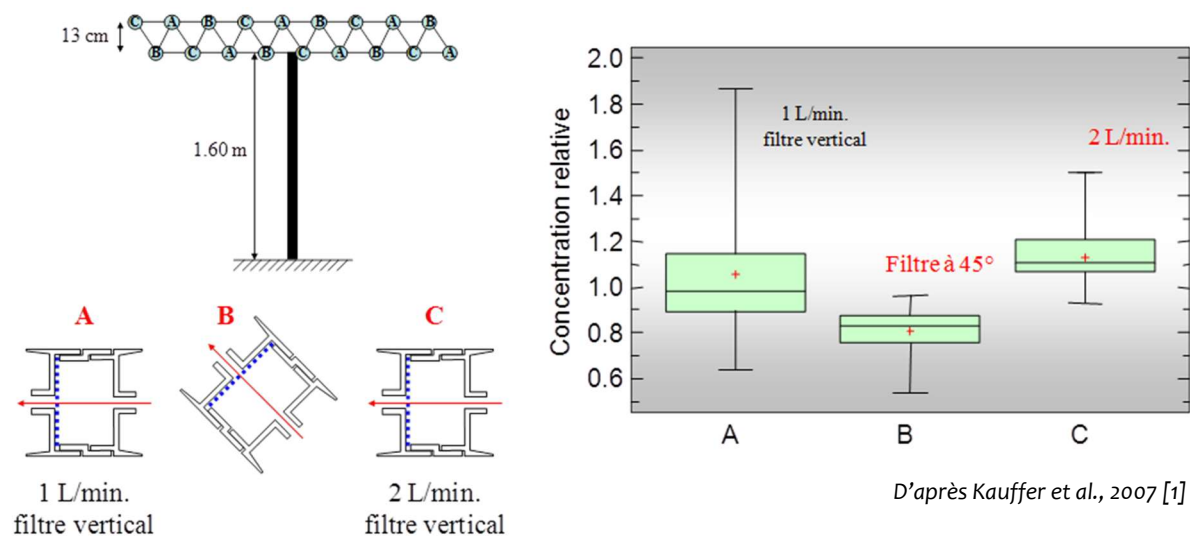 C A B C A B C A B
13 cm
B C A B C A B C A
1.60 m
A B C
1 L/min.
filtre vertical
2 L/min.
filtre vertical
Concentration relative
2.0
1.8
1.6
1.4
1.2
1.0
0.8
0.6
1 L/min.
filtre vertical
2 L/min.
Filtre à 45°
A B C
D’après Kauffer et al., 2007 [1]